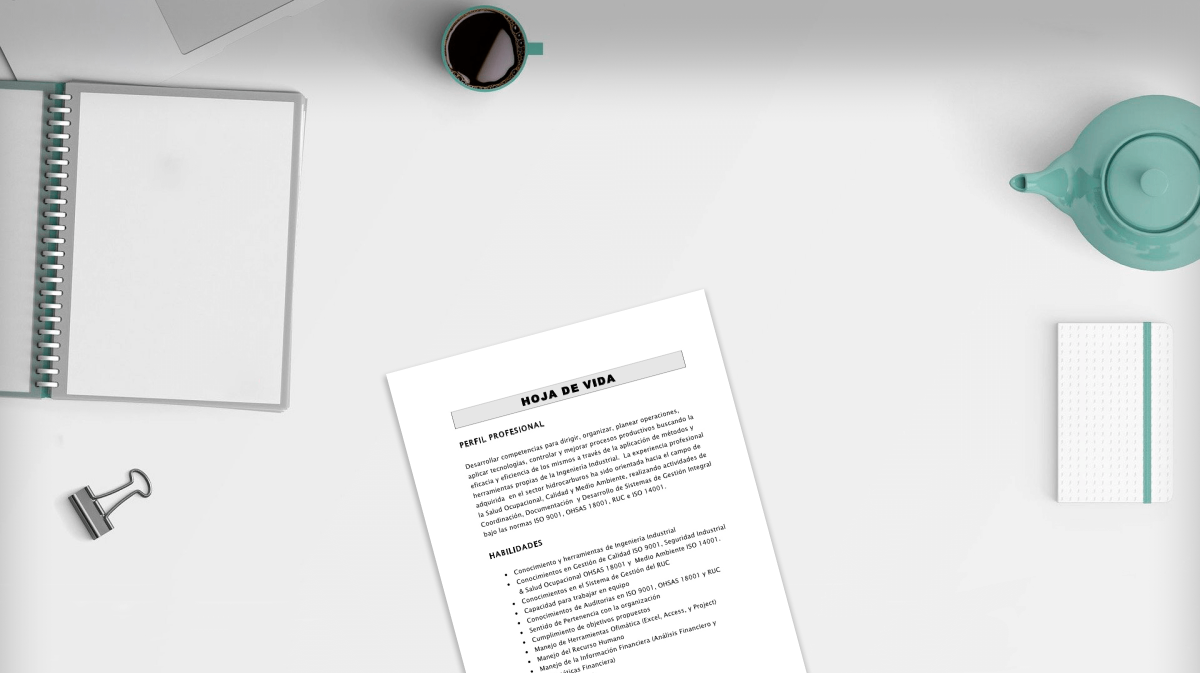 HOJA DE VIDA
PERFIL PROFESIONAL
Desarrollar competencias para dirigir, organizar, planear operaciones,
aplicar tecnologías, controlar y mejorar procesos productivos buscando la
eficacia y eficiencia de los mismos a través de la aplicación de métodos y
herramientas propias de la Ingeniería Industrial. La experiencia profesional
adquirida en el sector hidrocarburos ha sido orientada hacia el campo de
la Salud Ocupacional, Calidad y Medio Ambiente, realizando actividades de
Coordinación, Documentación y Desarrollo de Sistemas de Gestión Integral
bajo las normas ISO 9001, OHSAS 18001, RUC e ISO 14001.
HABILIDADES
• Conocimiento y herramientas de Ingeniería Industrial
• Conocimientos en Gestión de Calidad ISO 9001, Seguridad Industrial
& Salud Ocupacional OHSAS 18001 y Medio Ambiente ISO 14001.
• Conocimientos en el Sistema de Gestión del RUC
• Capacidad para trabajar en equipo
• Conocimientos de Auditorias en ISO 9001, OHSAS 18001 y RUC
• Sentido de Pertenencia con la organización
• Cumplimiento de objetivos propuestos
• Manejo de Herramientas Ofimática (Excel, Access, y Project)
• Manejo del Recurso Humano
• Manejo de la Información Financiera (Análisis Financiero y
Financiera)